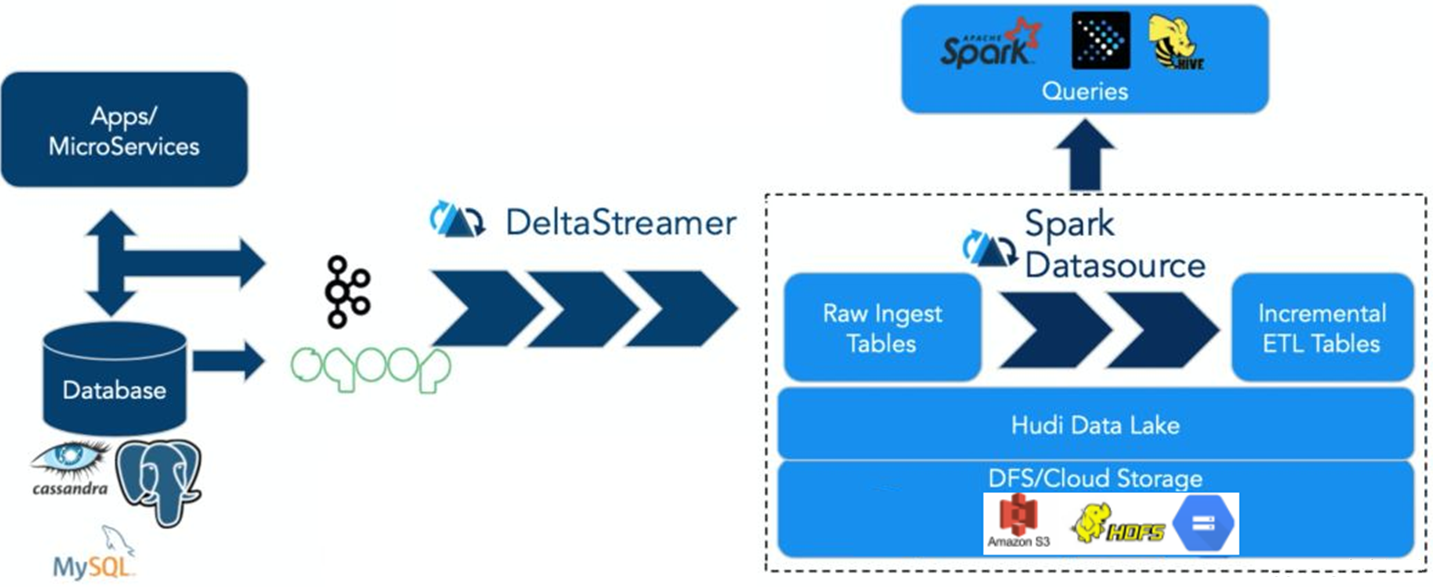 APACHE
Spark
HIVE
Queries
Apps/
MicroServices
DeltaStreamer
Spark
Datasource
Raw Ingest
Tables
Incremental
ETL Tables
sqoop
Database
Hudi Data Lake
cassandra
DFS/Cloud Storage
Amazon S3
HDFS
MySQL